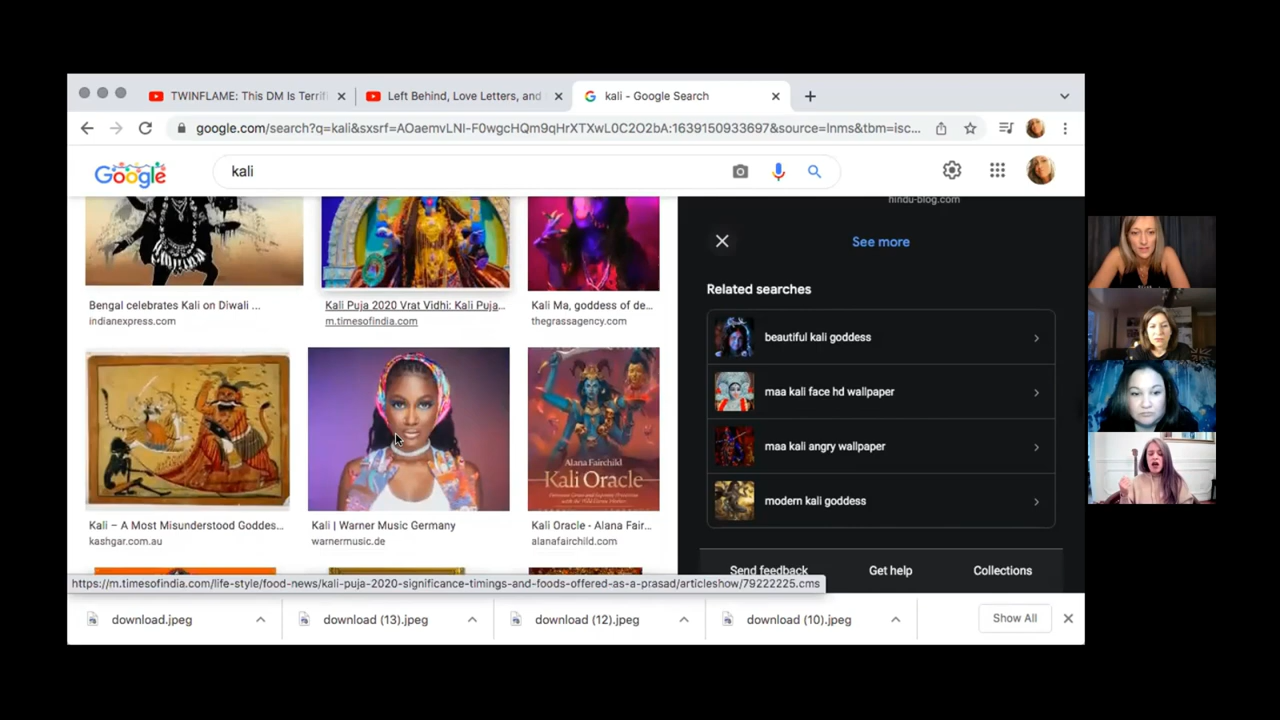 TWINFLAME: This DM Is Terrifi
Left Behind, Love Letters, and
kali - Google Search
google.com/search?q=kali&sxsrf=AOaemvLNI-F0wgcHQm9qHrXTXwL0C2O2bA:1639150933697&source=lnms&tbm=isc...
Google
kali
hindu-blog.com
See more
Related searches
beautiful kali goddess
maa kali face hd wallpaper
maa kali angry wallpaper
modern kali goddess
Send feedback
Get help
Collections
Bengal celebrates Kali on Diwali ...
indianexpress.com
Kali Puja 2020 Vrat Vidhi: Kali Puja...
m.timesofindia.com
Kali Ma, goddess of de...
thegrassagency.com
Alana Fairchild
Kali Oracle
Kali – A Most Misunderstood Goddes...
kashgar.com.au
Kali | Warner Music Germany
warnermusic.de
Kali Oracle - Alana Fair...
alanafairchild.com
https://m.timesofindia.com/life-style/food-news/kali-puja-2020-significance-timings-and-foods-offered-as-a-prasad/articleshow/79222225.cms
download.jpeg
download (13).jpeg
download (12).jpeg
download (10).jpeg
Show All